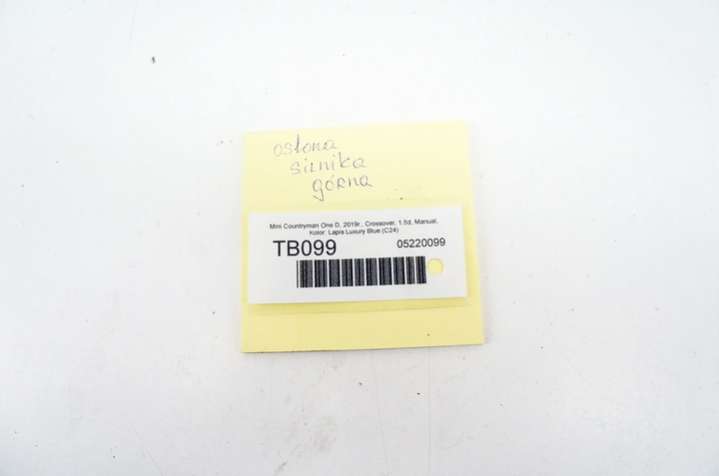 osłona
silnika
górna
Mini Countryman One D, 2019r., Crossover, 1.5d, Manual,
Kolor: Lapis Luxury Blue (C24)
TB099
05220099